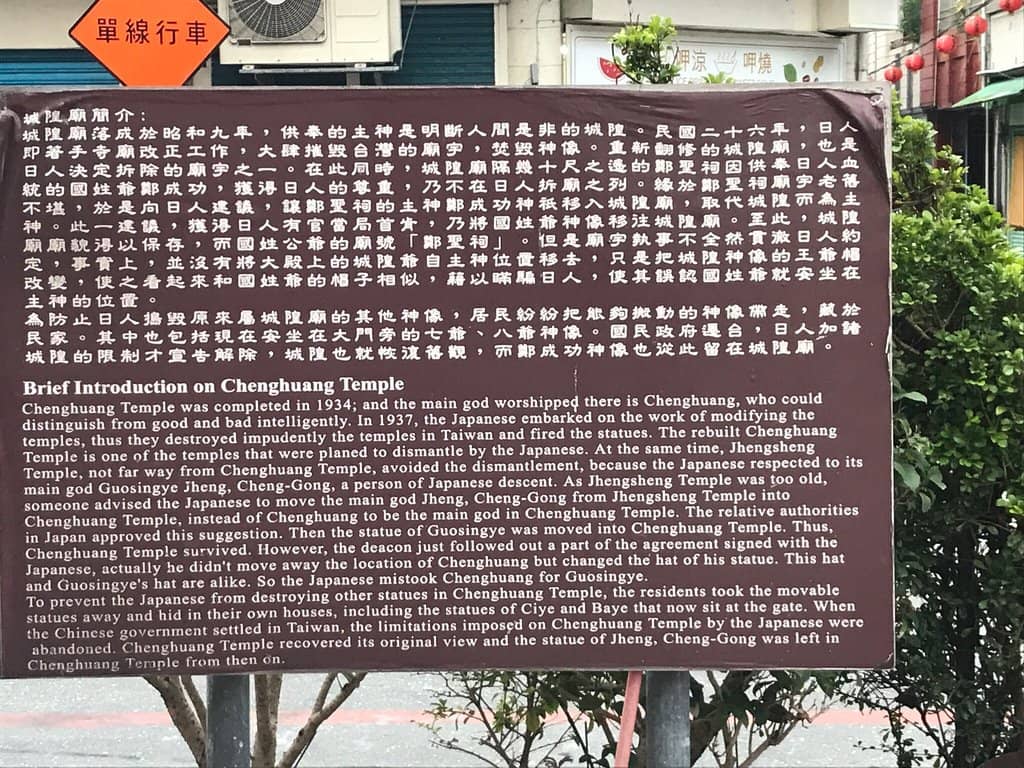 單線行車
呷涼 呷燒
城隍廟簡介：
城隍廟落成於昭和九年，供奉的主神是明斷人間是非的城隍。民國二十六年，日人
即著手寺廟改正工作，大肆摧毀台灣的廟宇，焚毀神像。重新翻修的城隍廟，也是
日人決定拆除的廟宇之一。在此同時，城隍廟隔幾十尺之遙的鄭聖祠因供奉日人血
統的國姓爺鄭成功，獲得日人的尊重，乃不在日人折廟之列。緣於鄭聖祠廟宇老舊
不堪，於是向日人建議，讓鄭聖祠的主神鄭成功神祇移入城隍廟，取代城隍而為主
神。此一建議，獲得日人有官當局首肯，乃將國姓爺神像移往城隍廟。至此，城隍
廟廟貌得以保存，而國姓公爺的廟號「鄭聖祠」。但是廟宇執事不全然貫澈日人約
定，事實上，並沒有將大殿上的城隍爺自主神位置移去，只是把城隍神像的王爺帽
改變，使之看起來和國姓爺的帽子相似，藉以瞞騙日人，使其誤認國姓爺就安坐在
主神的位置。
為防止日人搗毀原來屬城隍廟的其他神像，居民紛紛把能夠搬動的神像帶走，藏於
民家。其中也包括現在安坐在大門旁的七爺、八爺神像。國民政府遷台，日人加諸
城隍的限制才宣告解除，城隍也就恢復舊觀，而鄭成功神像也從此留在城隍廟。
Brief Introduction on Chenghuang Temple
Chenghuang Temple was completed in 1934; and the main god worshipped there is Chenghuang, who could
distinguish from good and bad intelligently. In 1937, the Japanese embarked on the work of modifying the
temples, thus they destroyed impudently the temples in Taiwan and fired the statues. The rebuilt Chenghuang
Temple is one of the temples that were planed to dismantle by the Japanese. At the same time, Jhengsheng
Temple, not far way from Chenghuang Temple, avoided the dismantlement, because the Japanese respected to its
main god Guosingye Jheng, Cheng-Gong, a person of Japanese descent. As Jhengsheng Temple was too old,
someone advised the Japanese to move the main god Jheng, Cheng-Gong from Jhengsheng Temple into
Chenghuang Temple, instead of Chenghuang to be the main god in Chenghuang Temple. The relative authorities
in Japan approved this suggestion. Then the statue of Guosingye was moved into Chenghuang Temple. Thus,
Chenghuang Temple survived. However, the deacon just followed out a part of the agreement signed with the
Japanese, actually he didn't move away the location of Chenghuang but changed the hat of his statue. This hat
and Guosingye's hat are alike. So the Japanese mistook Chenghuang for Guosingye.
To prevent the Japanese from destroying other statues in Chenghuang Temple, the residents took the movable
statues away and hid in their own houses, including the statues of Ciye and Baye that now sit at the gate. When
the Chinese government settled in Taiwan, the limitations imposed on Chenghuang Temple by the Japanese were
abandoned. Chenghuang Temple recovered its original view and the statue of Jheng, Cheng-Gong was left in
Chenghuang Temple from then on.